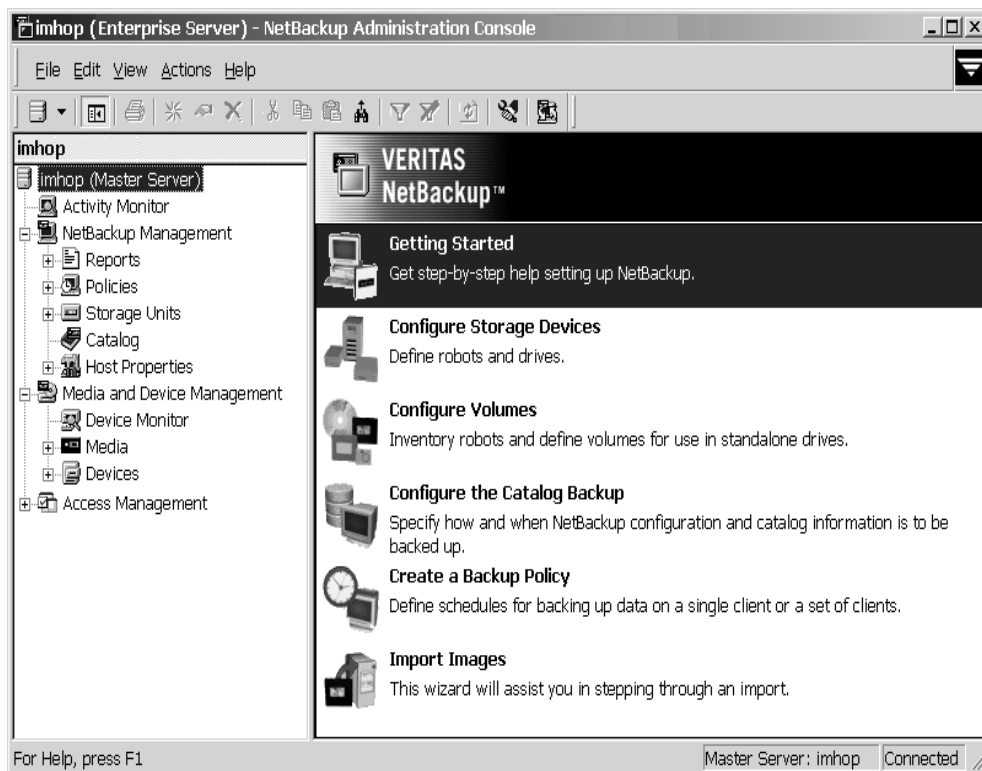 imhop (Enterprise Server) - NetBackup Administration Console
File Edit View Actions Help
imhop
imhop (Master Server)
Activity Monitor
NetBackup Management
Reports
Policies
Storage Units
Catalog
Host Properties
Media and Device Management
Device Monitor
Media
Devices
Access Management
VERITAS
NetBackup™
Getting Started
Get step-by-step help setting up NetBackup.
Configure Storage Devices
Define robots and drives.
Configure Volumes
Inventory robots and define volumes for use in standalone drives.
Configure the Catalog Backup
Specify how and when NetBackup configuration and catalog information is to be
backed up.
Create a Backup Policy
Define schedules for backing up data on a single client or a set of clients.
Import Images
This wizard will assist you in stepping through an import.
For Help, press F1
Master Server: imhop
Connected